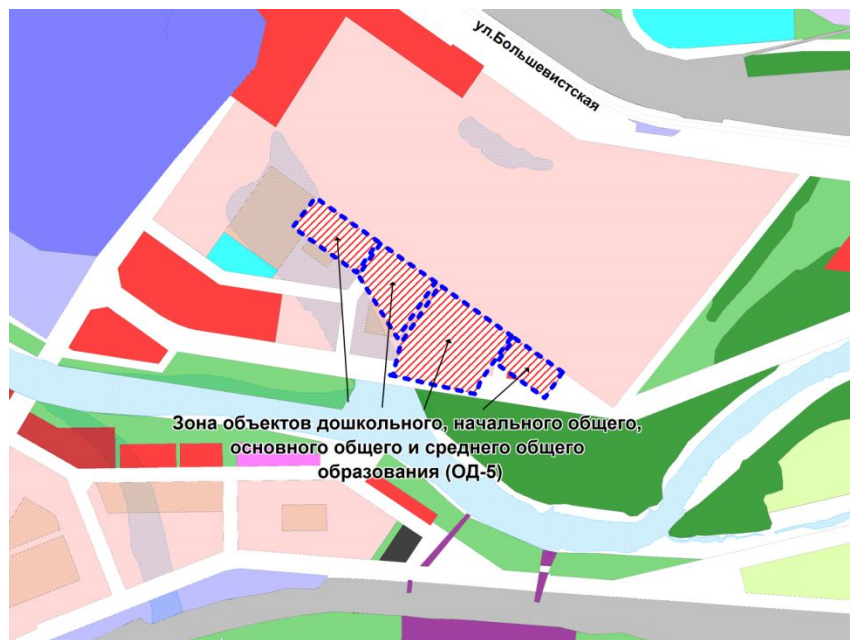 ул.Большевистская
Зона объектов дошкольного, начального общего,
основного общего и среднего общего
образования (ОД-5)